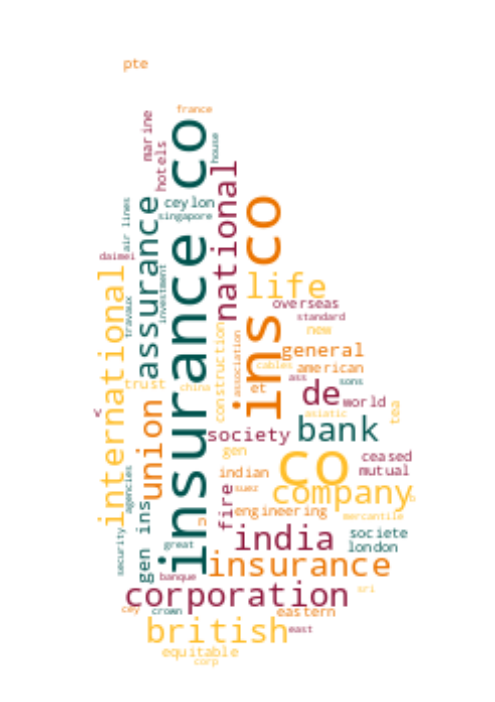 pte
france
marine
house
hotels
insurance co
national
ceylon
singapore
air lines
assurance
ins co
daimei
investment
international
travaux
life
overseas
standard
new
construction
association
general
cables
american
trust
china
et
ass
sons
de
world
asiatic
tea
union
society
bank
gen
ceased
mutual
co
indian
agencies
suez
company
fire
engineering
mercantile
gen ins
india
societe
london
great
security
insurance
banque
corporation
sri
cey
crown
eastern
british
east
equitable
corp